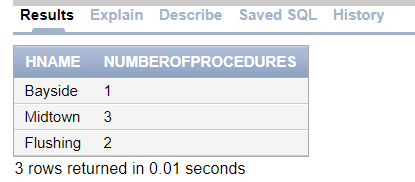 Results Explain Describe Saved SQL History
HNAME NUMBEROFPROCEDURES
Bayside 1
Midtown 3
Flushing 2
3 rows returned in 0.01 seconds